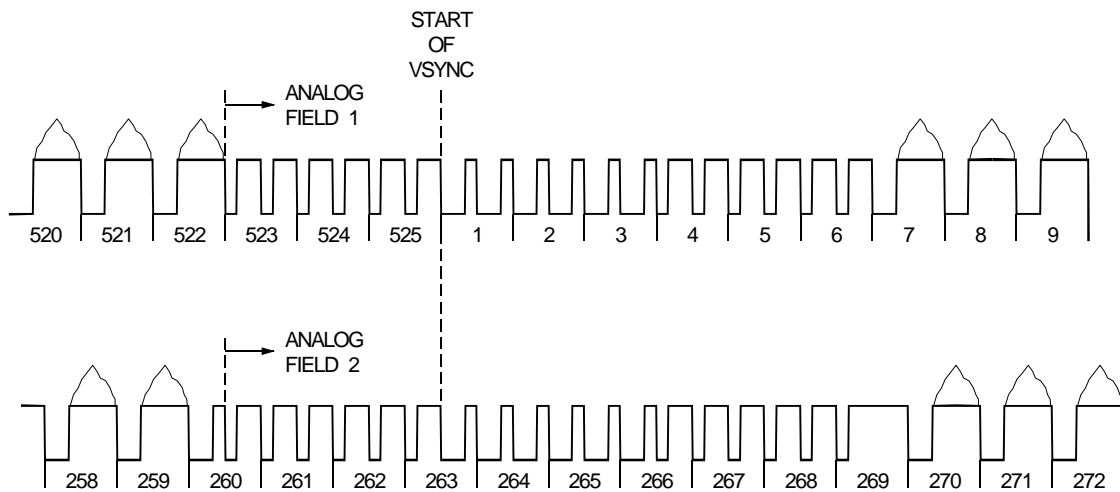 START
OF
VSYNC
ANALOG
FIELD 1
520 521 522 523 524 525 1 2 3 4 5 6 7 8 9
ANALOG
FIELD 2
258 259 260 261 262 263 264 265 266 267 268 269 270 271 272